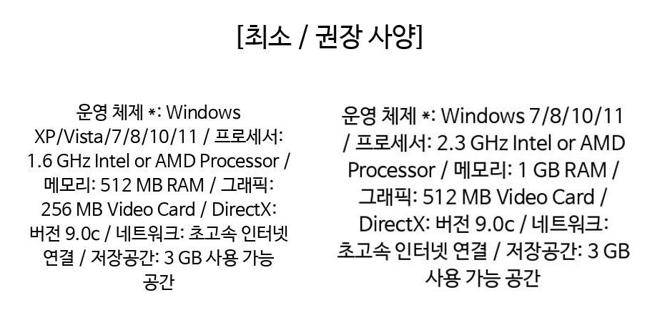 [최소 / 권장 사양]
운영 체제 *: Windows
XP/Vista/7/8/10/11 / 프로세서:
1.6 GHz Intel or AMD Processor /
메모리: 512 MB RAM / 그래픽:
256 MB Video Card / DirectX:
버전 9.0c / 네트워크: 초고속 인터넷
연결 / 저장공간: 3 GB 사용 가능
공간
운영 체제 *: Windows 7/8/10/11
/ 프로세서: 2.3 GHz Intel or AMD
Processor / 메모리: 1 GB RAM /
그래픽: 512 MB Video Card /
DirectX: 버전 9.0c / 네트워크:
초고속 인터넷 연결 / 저장공간: 3 GB
사용 가능 공간